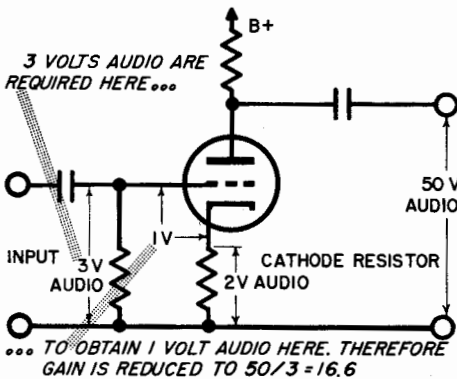 B+
3 VOLTS AUDIO ARE
REQUIRED HERE...
50 V
AUDIO
1V
INPUT
3V
AUDIO
CATHODE RESISTOR
2V AUDIO
... TO OBTAIN 1 VOLT AUDIO HERE. THEREFORE
GAIN IS REDUCED TO 50/3 = 16.6